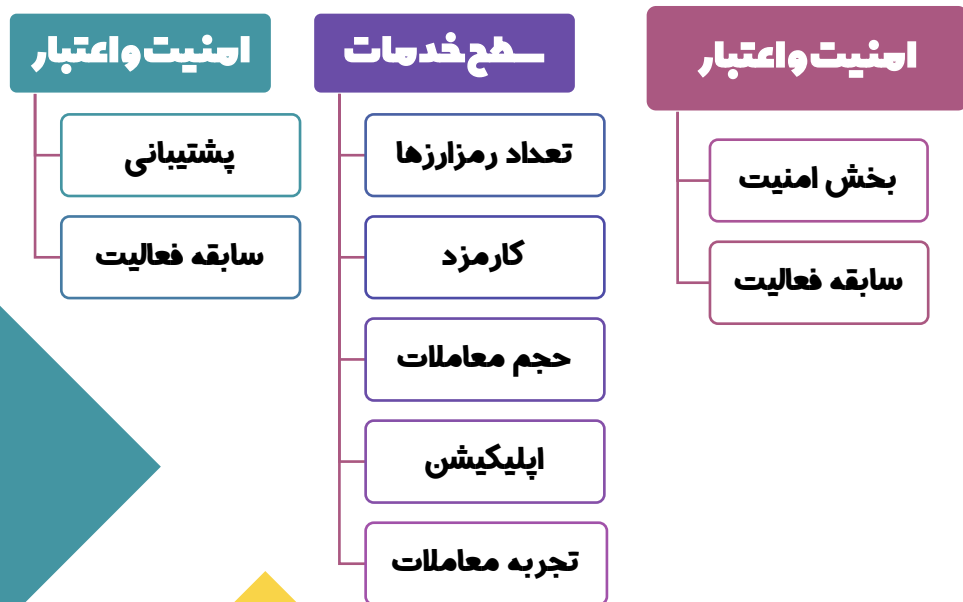 امنیت و اعتبار
بخش امنیت
سابقه فعالیت
سطح خدمات
تعداد رمزارزها
کارمزد
حجم معاملات
اپلیکیشن
تجربه معاملات
امنیت و اعتبار
پشتیبانی
سابقه فعالیت